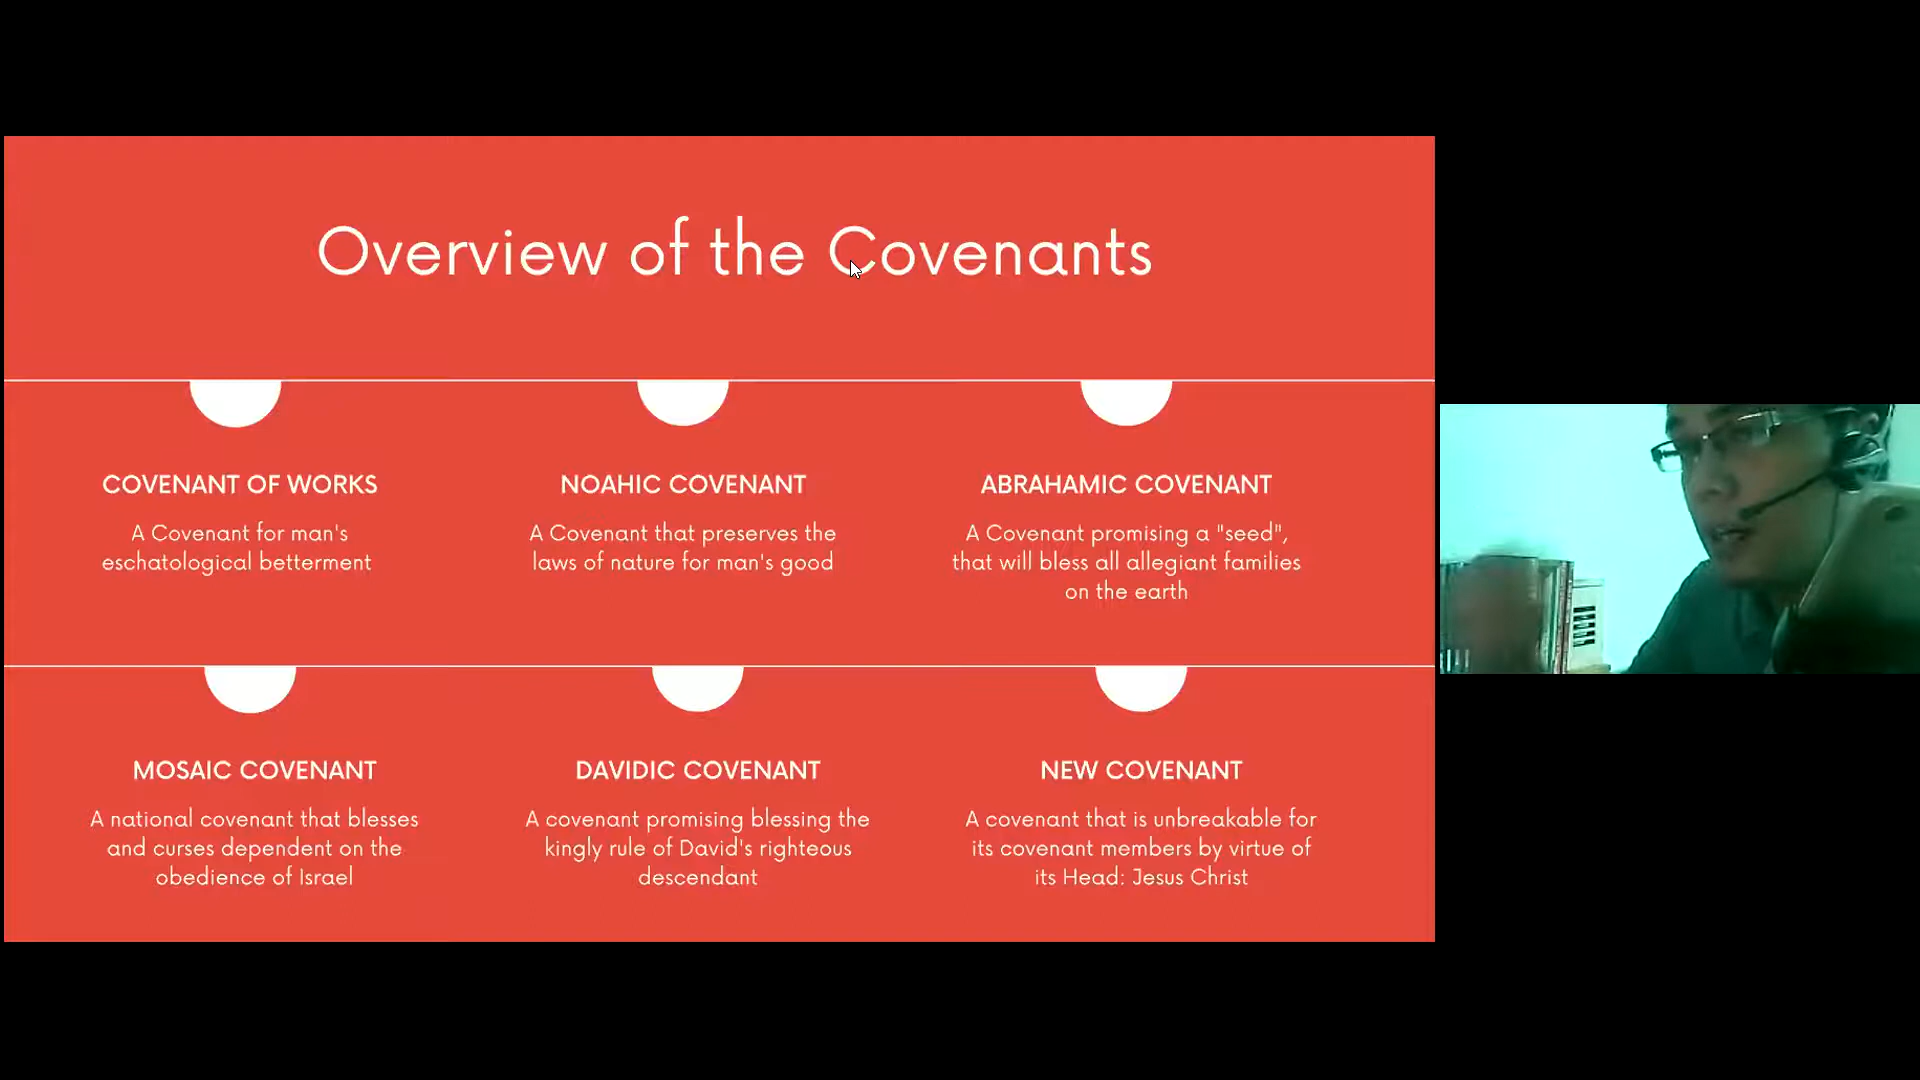 Overview of the Covenants
COVENANT OF WORKS
A Covenant for man's
eschatological betterment
NOAHIC COVENANT
A Covenant that preserves the
laws of nature for man's good
ABRAHAMIC COVENANT
A Covenant promising a "seed",
that will bless all allegiant families
on the earth
MOSAIC COVENANT
A national covenant that blesses
and curses dependent on the
obedience of Israel
DAVIDIC COVENANT
A covenant promising blessing the
kingly rule of David's righteous
descendant
NEW COVENANT
A covenant that is unbreakable for
its covenant members by virtue of
its Head: Jesus Christ